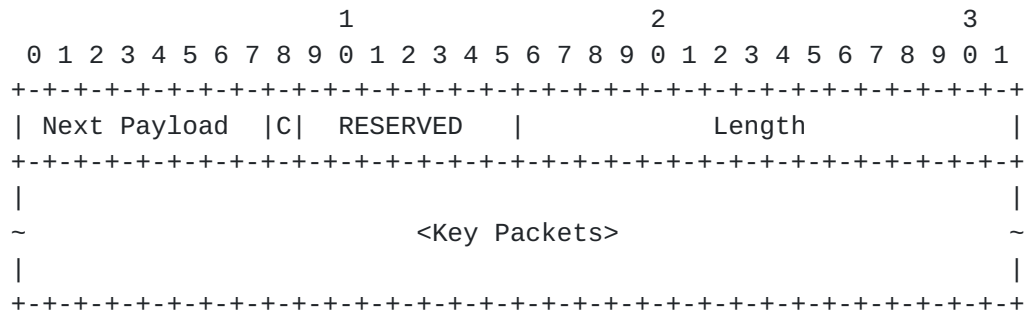 1                   2                   3
 0 1 2 3 4 5 6 7 8 9 0 1 2 3 4 5 6 7 8 9 0 1 2 3 4 5 6 7 8 9 0 1
+-+-+-+-+-+-+-+-+-+-+-+-+-+-+-+-+-+-+-+-+-+-+-+-+-+-+-+-+-+-+-+-+
| Next Payload  |C|  RESERVED   |            Length             |
+-+-+-+-+-+-+-+-+-+-+-+-+-+-+-+-+-+-+-+-+-+-+-+-+-+-+-+-+-+-+-+-+
|                                                               |
~                         <Key Packets>                         ~
|                                                               |
+-+-+-+-+-+-+-+-+-+-+-+-+-+-+-+-+-+-+-+-+-+-+-+-+-+-+-+-+-+-+-+-+